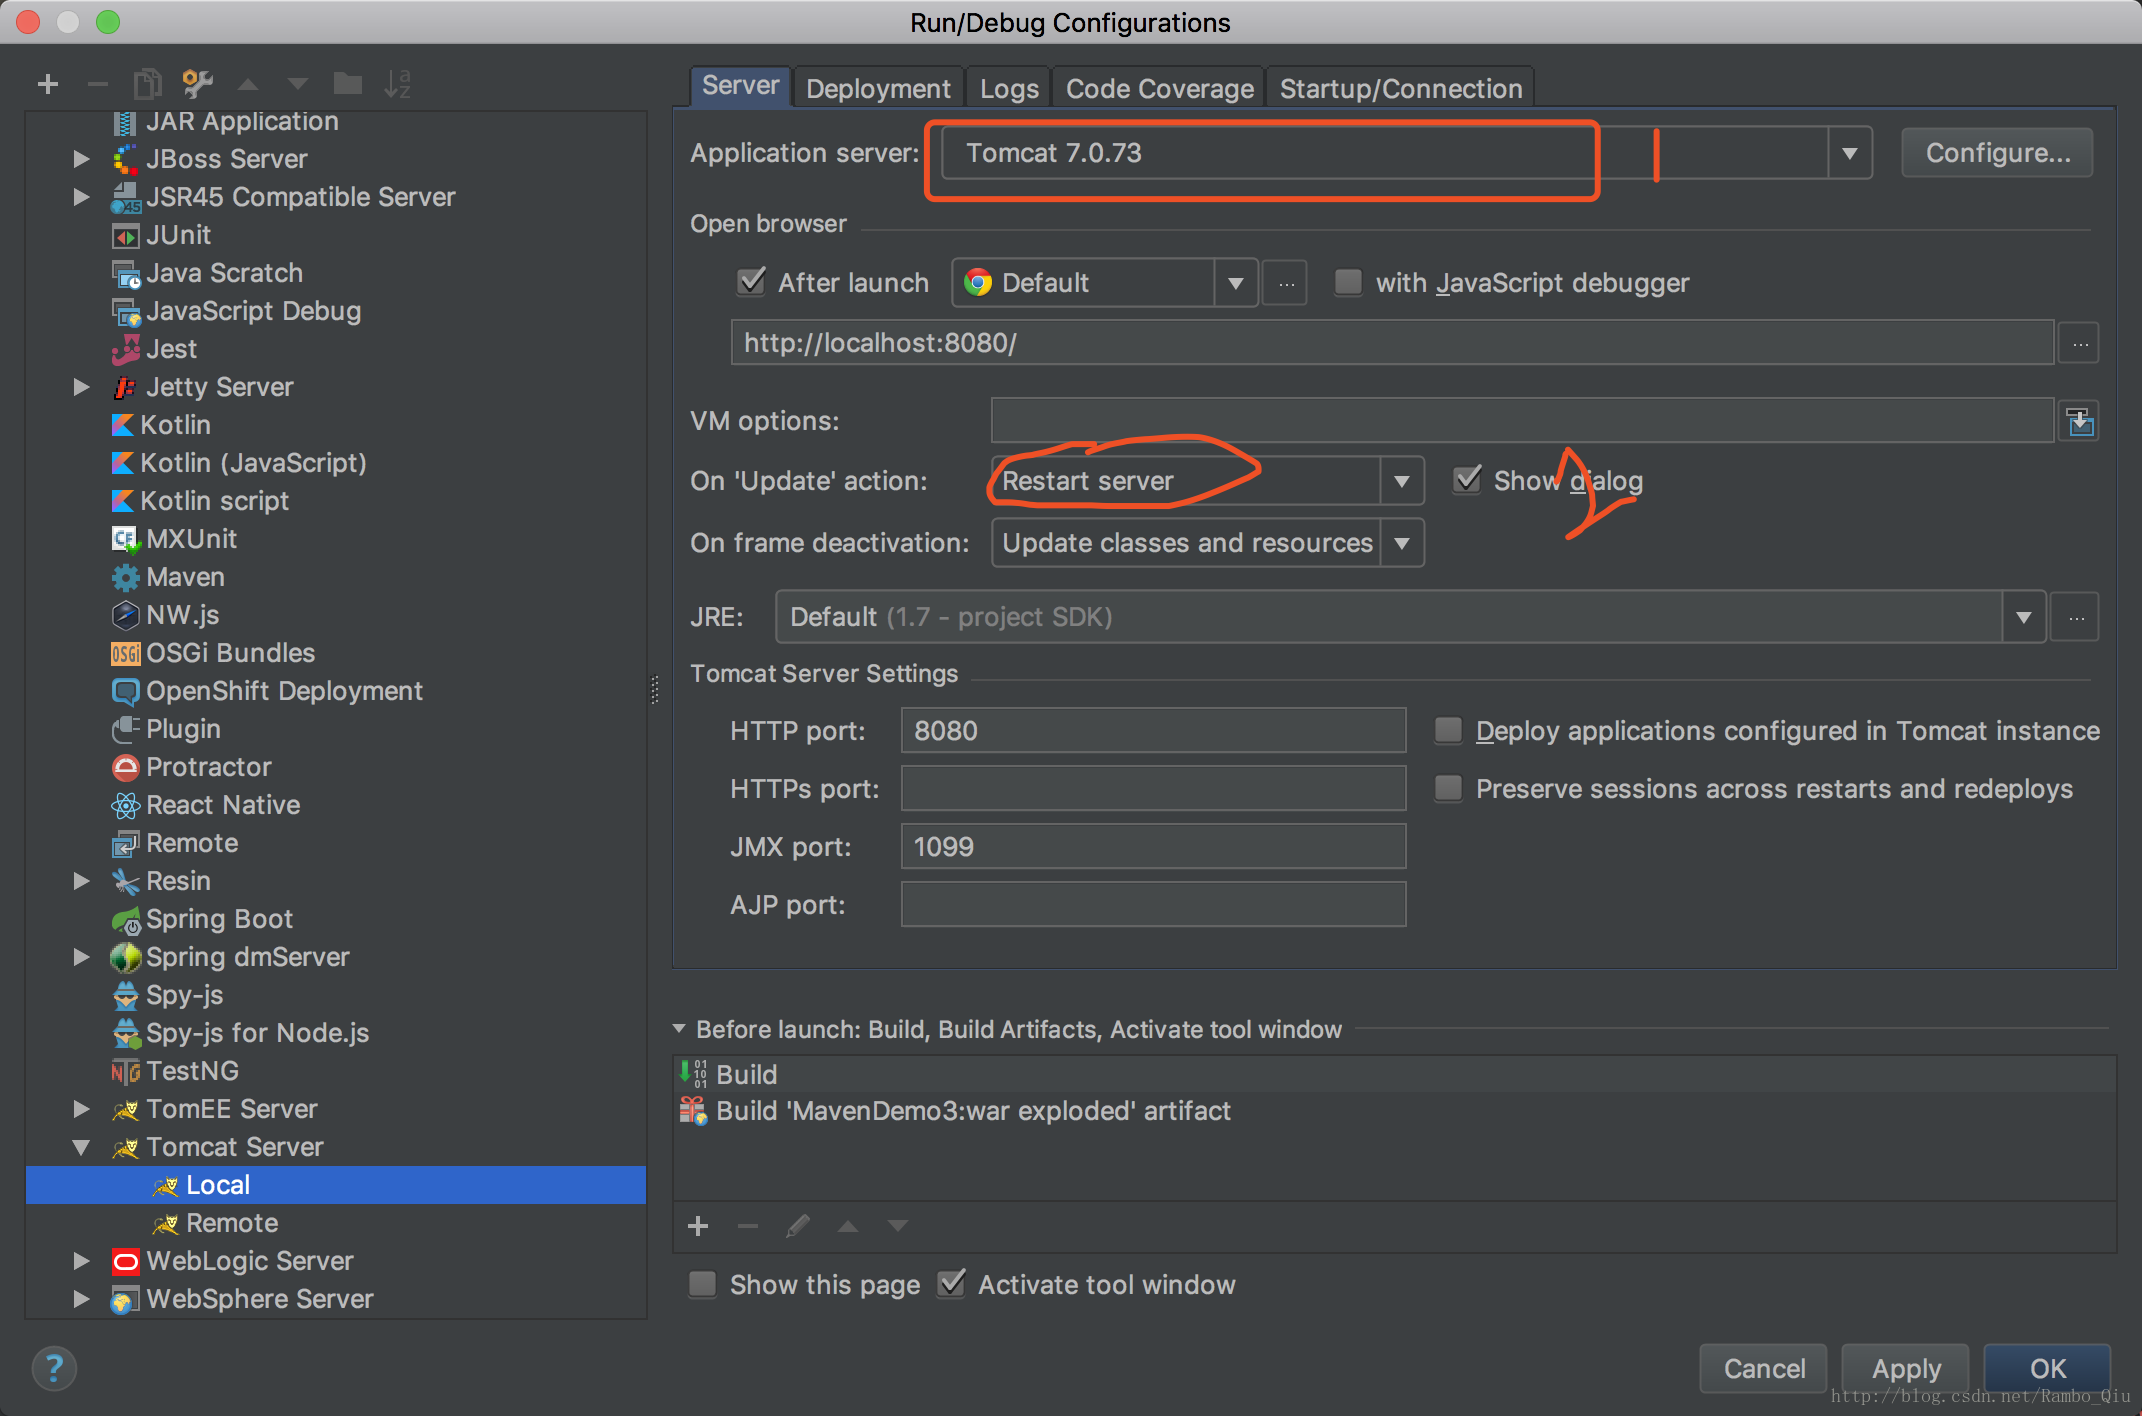 Run/Debug Configurations
JAR Application
JBoss Server
JSR45 Compatible Server
JUnit
Java Scratch
JavaScript Debug
Jest
Jetty Server
Kotlin
Kotlin (JavaScript)
Kotlin script
MXUnit
Maven
NW.js
OSGi Bundles
OpenShift Deployment
Plugin
Protractor
React Native
Remote
Resin
Spring Boot
Spring dmServer
Spy-js
Spy-js for Node.js
TestNG
TomEE Server
Tomcat Server
Local
Remote
WebLogic Server
WebSphere Server
Server Deployment Logs Code Coverage Startup/Connection
Application server: Tomcat 7.0.73 Configure...
Open browser
After launch Default ... with JavaScript debugger
http://localhost:8080/ ...
VM options:
On 'Update' action: Restart server Show dialog
On frame deactivation: Update classes and resources
JRE: Default (1.7 - project SDK) ...
Tomcat Server Settings
HTTP port: 8080 Deploy applications configured in Tomcat instance
HTTPs port: Preserve sessions across restarts and redeploys
JMX port: 1099
AJP port:
Before launch: Build, Build Artifacts, Activate tool window
Build
Build 'MavenDemo3:war exploded' artifact
Show this page Activate tool window
? Cancel Apply OK
http://blog.csdn.net/Rambo_Qiu